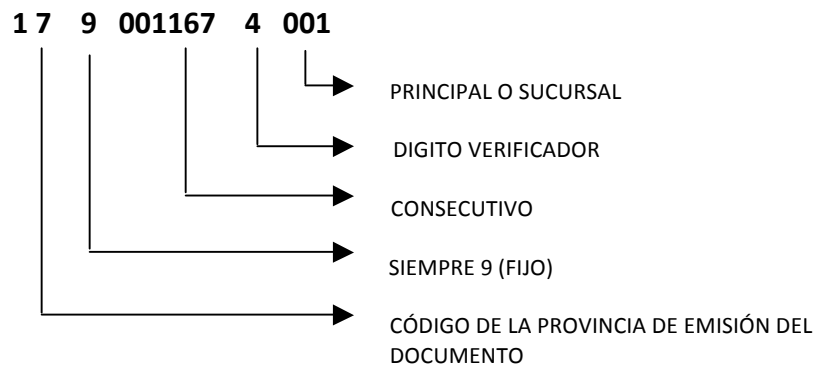 1 7 9 001167 4 001
PRINCIPAL O SUCURSAL
DIGITO VERIFICADOR
CONSECUTIVO
SIEMPRE 9 (FIJO)
CÓDIGO DE LA PROVINCIA DE EMISIÓN DEL
DOCUMENTO